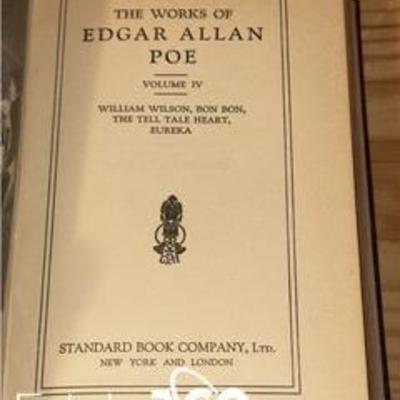 THE WORKS OF
EDGAR ALLAN
POE
VOLUME IV
WILLIAM WILSON, BON BON,
THE TELL TALE HEART,
EUREKA
STANDARD BOOK COMPANY, LTD.
NEW YORK AND LONDON